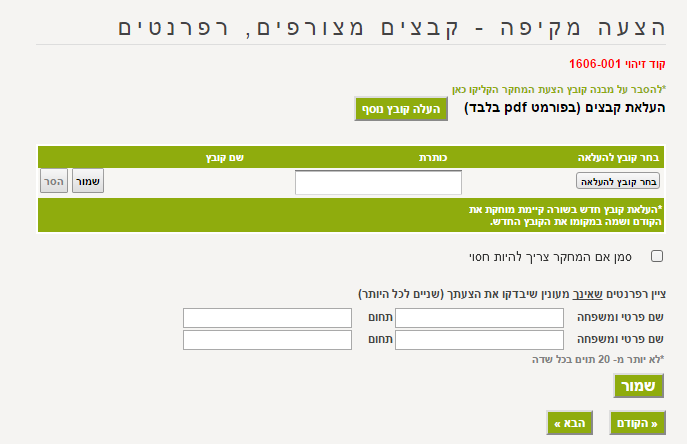 הצעה מקיפה - קבצים מצורפים, רפרנטים
קוד זיהוי 1606-001
*להסבר על מבנה קובץ הצעת המחקר הקליקו כאן
העלאת קבצים (בפורמט pdf בלבד) העלה קובץ נוסף
בחר קובץ להעלאה כותרת שם קובץ
בחר קובץ להעלאה שמור הסר
*העלאת קובץ חדש בשורה קיימת מוחקת את
הקודם ושמה במקומו את הקובץ החדש.
סמן אם המחקר צריך להיות חסוי
ציין רפרנטים שאינך מעונין שיבדקו את הצעתך (שניים לכל היותר)
שם פרטי ומשפחה תחום
שם פרטי ומשפחה תחום
*לא יותר מ- 20 תוים בכל שדה
שמור
« הקודם הבא »